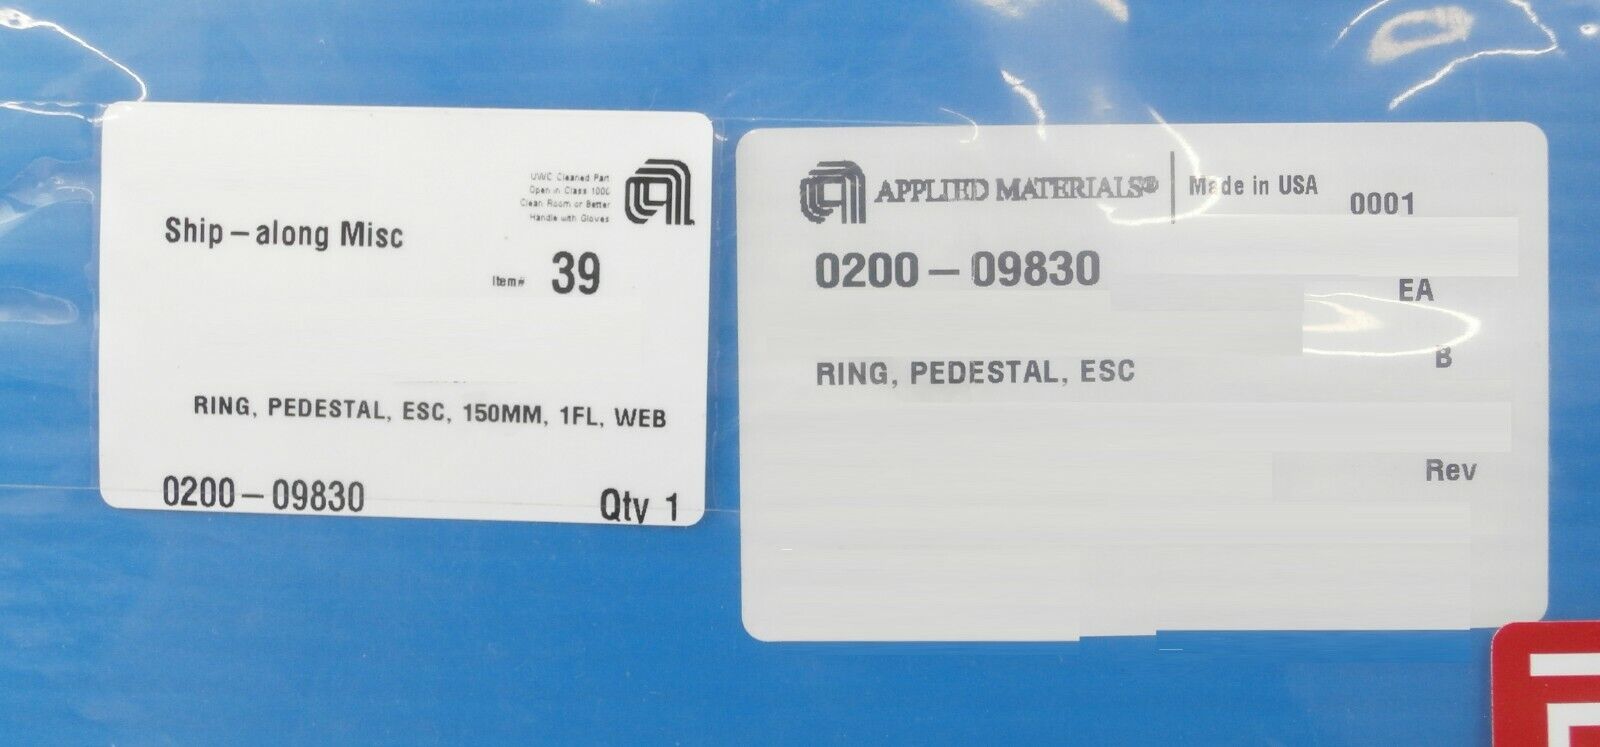 UWC Cleaned Part
Open in Class 1000
Clean Room or Better
Handle with Gloves
Ship-along Misc
Item# 39
RING, PEDESTAL, ESC, 150MM, 1FL, WEB
0200-09830 Qty 1
APPLIED MATERIALS® Made in USA 0001
0200-09830
EA
B
RING, PEDESTAL, ESC
Rev